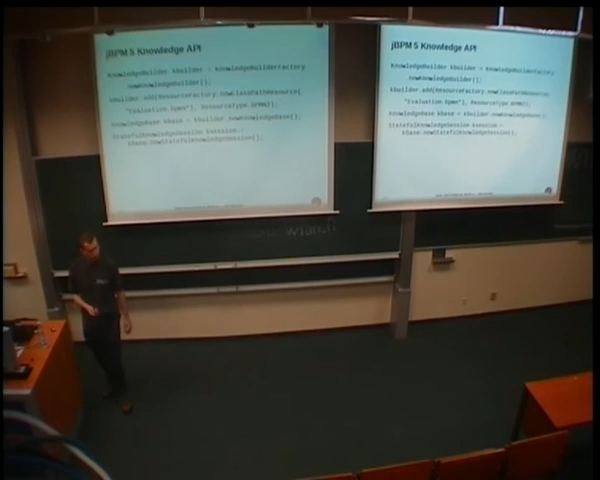 jBPM 5 Knowledge API
KnowledgeBuilder kbuilder = KnowledgeBuilderFactory
.newKnowledgeBuilder();
kbuilder.add(ResourceFactory.newClassPathResource(
"Evaluation.bpmn"), ResourceType.BPMN2);
KnowledgeBase kbase = kbuilder.newKnowledgeBase();
StatefulKnowledgeSession ksession =
kbase.newStatefulKnowledgeSession();
jBPM 5 Knowledge API
KnowledgeBuilder kbuilder = KnowledgeBuilderFactory
.newKnowledgeBuilder();
kbuilder.add(ResourceFactory.newClassPathResource(
"Evaluation.bpmn"), ResourceType.BPMN2);
KnowledgeBase kbase = kbuilder.newKnowledgeBase();
StatefulKnowledgeSession ksession =
kbase.newStatefulKnowledgeSession();